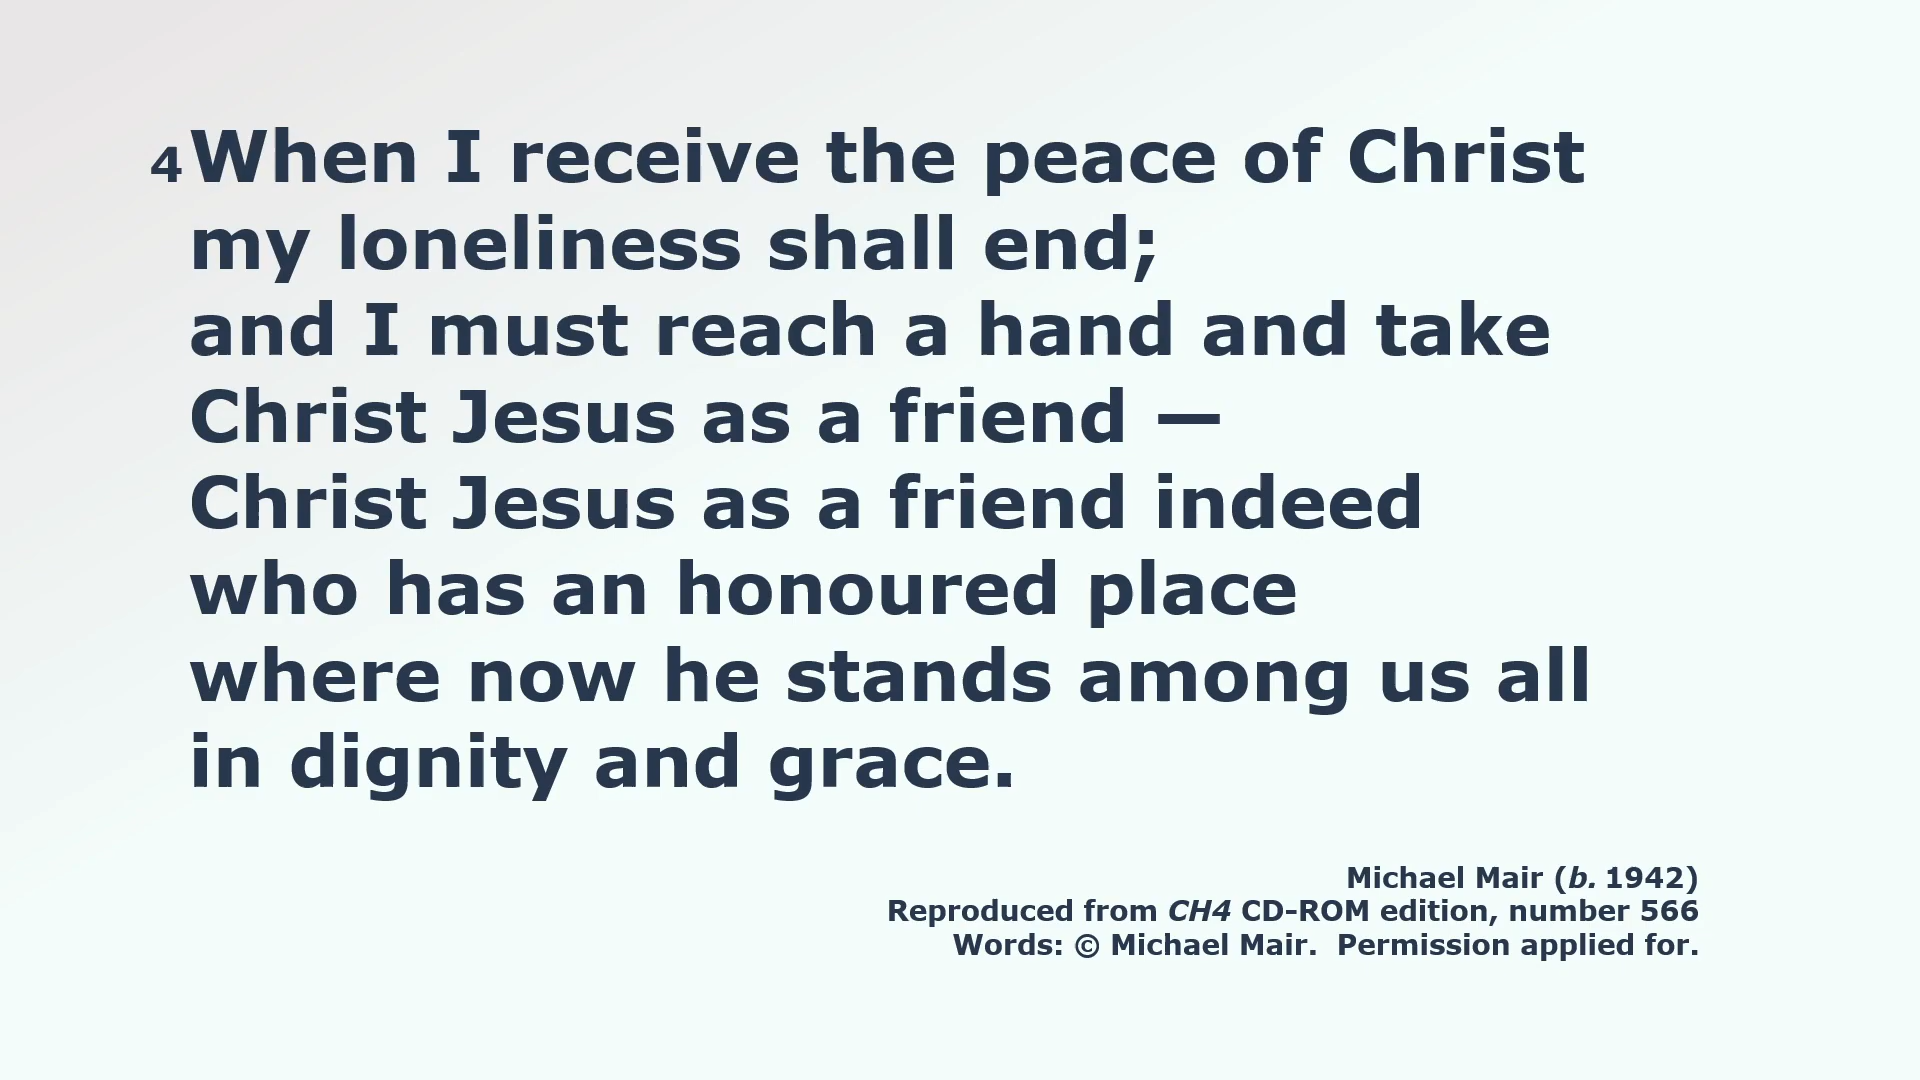 4 When I receive the peace of Christ
my loneliness shall end;
and I must reach a hand and take
Christ Jesus as a friend —
Christ Jesus as a friend indeed
who has an honoured place
where now he stands among us all
in dignity and grace.
Michael Mair (b. 1942)
Reproduced from CH4 CD-ROM edition, number 566
Words: © Michael Mair.  Permission applied for.